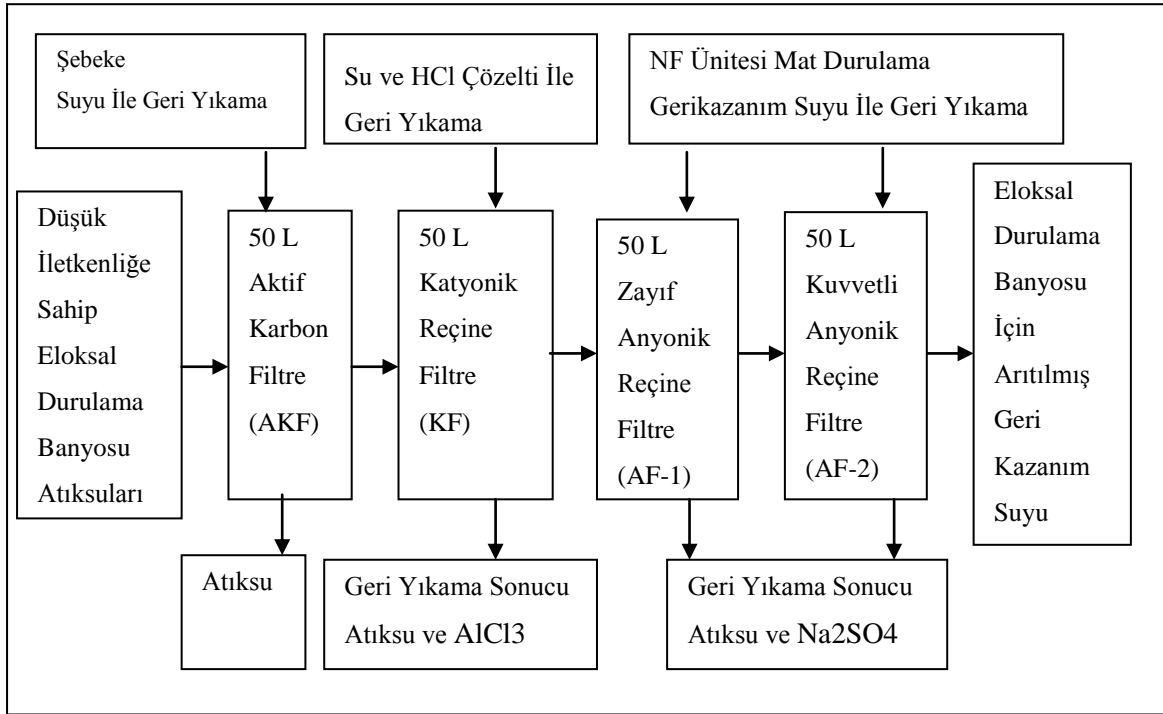 Şebeke
Suyu İle Geri Yıkama
Su ve HCl Çözelti İle
Geri Yıkama
NF Ünitesi Mat Durulama
Gerikazanım Suyu İle Geri Yıkama
Düşük
İletkenliğe
Sahip
Eloksal
Durulama
Banyosu
Atıksuları
50 L
Aktif
Karbon
Filtre
(AKF)
50 L
Katyonik
Reçine
Filtre
(KF)
50 L
Zayıf
Anyonik
Reçine
Filtre
(AF-1)
50 L
Kuvvetli
Anyonik
Reçine
Filtre
(AF-2)
Eloksal
Durulama
Banyosu
İçin
Arıtılmış
Geri
Kazanım
Suyu
Atıksu
Geri Yıkama Sonucu
Atıksu ve AlCl3
Geri Yıkama Sonucu
Atıksu ve Na2SO4